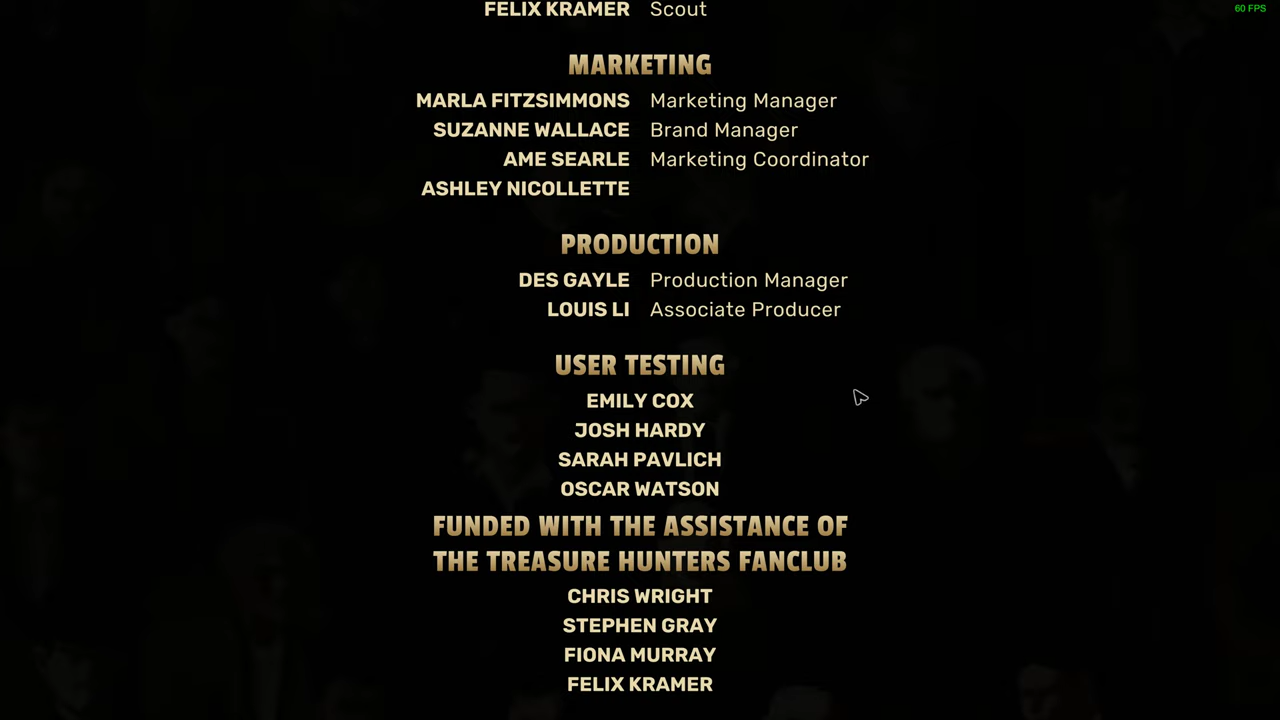 60 FPS
FELIX KRAMER Scout
MARKETING
MARLA FITZSIMMONS Marketing Manager
SUZANNE WALLACE Brand Manager
AME SEARLE Marketing Coordinator
ASHLEY NICOLLETTE
PRODUCTION
DES GAYLE Production Manager
LOUIS LI Associate Producer
USER TESTING
EMILY COX
JOSH HARDY
SARAH PAVLICH
OSCAR WATSON
FUNDED WITH THE ASSISTANCE OF
THE TREASURE HUNTERS FANCLUB
CHRIS WRIGHT
STEPHEN GRAY
FIONA MURRAY
FELIX KRAMER